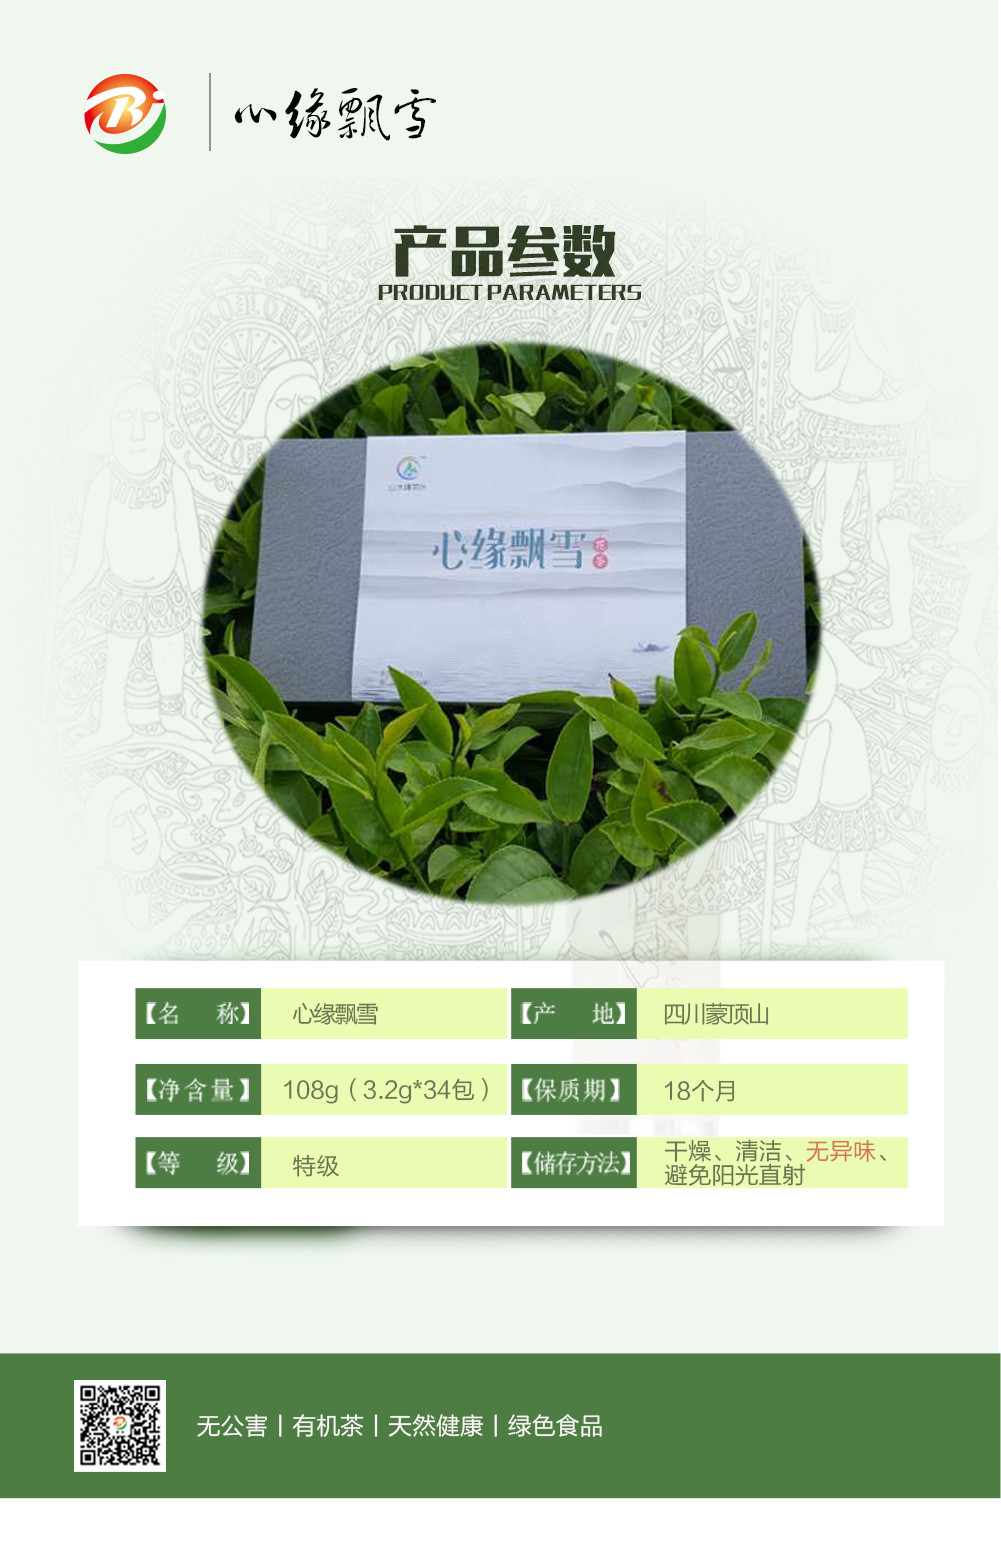 心缘飘雪
产品参数
PRODUCT PARAMETERS
心缘飘雪
花茶
【名 称】 心缘飘雪 【产 地】 四川蒙顶山
【净含量】 108g（3.2g*34包） 【保质期】 18个月
【等 级】 特级 【储存方法】 干燥、清洁、无异味、
避免阳光直射
无公害 | 有机茶 | 天然健康 | 绿色食品